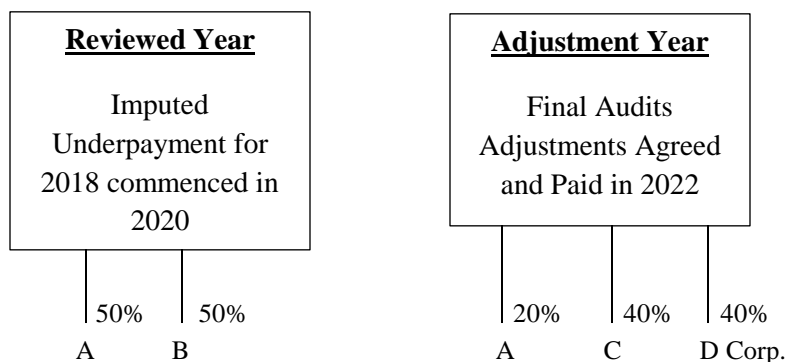 Reviewed Year
Imputed
Underpayment for
2018 commenced in
2020
50%
50%
A
B
Adjustment Year
Final Audits
Adjustments Agreed
and Paid in 2022
20%
40%
40%
A
C
D Corp.